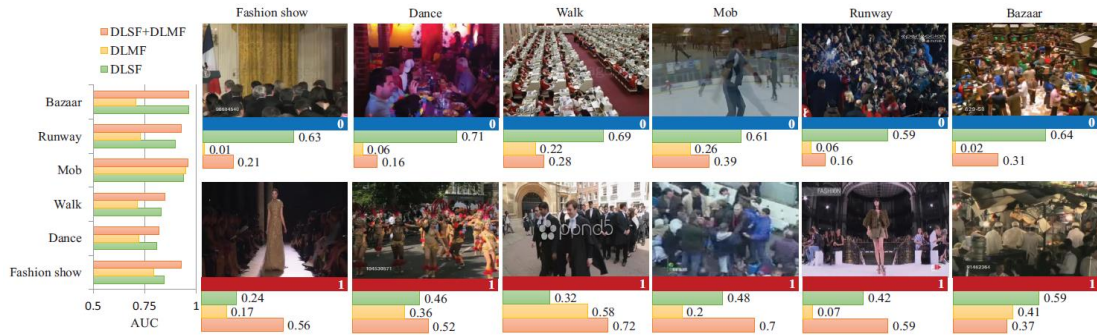 Fashion show Dance Walk Mob Runway Bazaar
DLSF+DLMF
DLMF
DLSF
Bazaar
Runway
Mob
Walk
Dance
Fashion show
0.5 0.75 1
AUC
0 0 0 0 0 0
0.63 0.71 0.69 0.61 0.59 0.64
0.01 0.06 0.22 0.26 0.06 0.02
0.21 0.16 0.28 0.39 0.16 0.31
FASHION
pond5
1 1 1 1 1 1
0.24 0.46 0.32 0.48 0.42 0.59
0.17 0.36 0.58 0.2 0.07 0.41
0.56 0.52 0.72 0.7 0.59 0.37